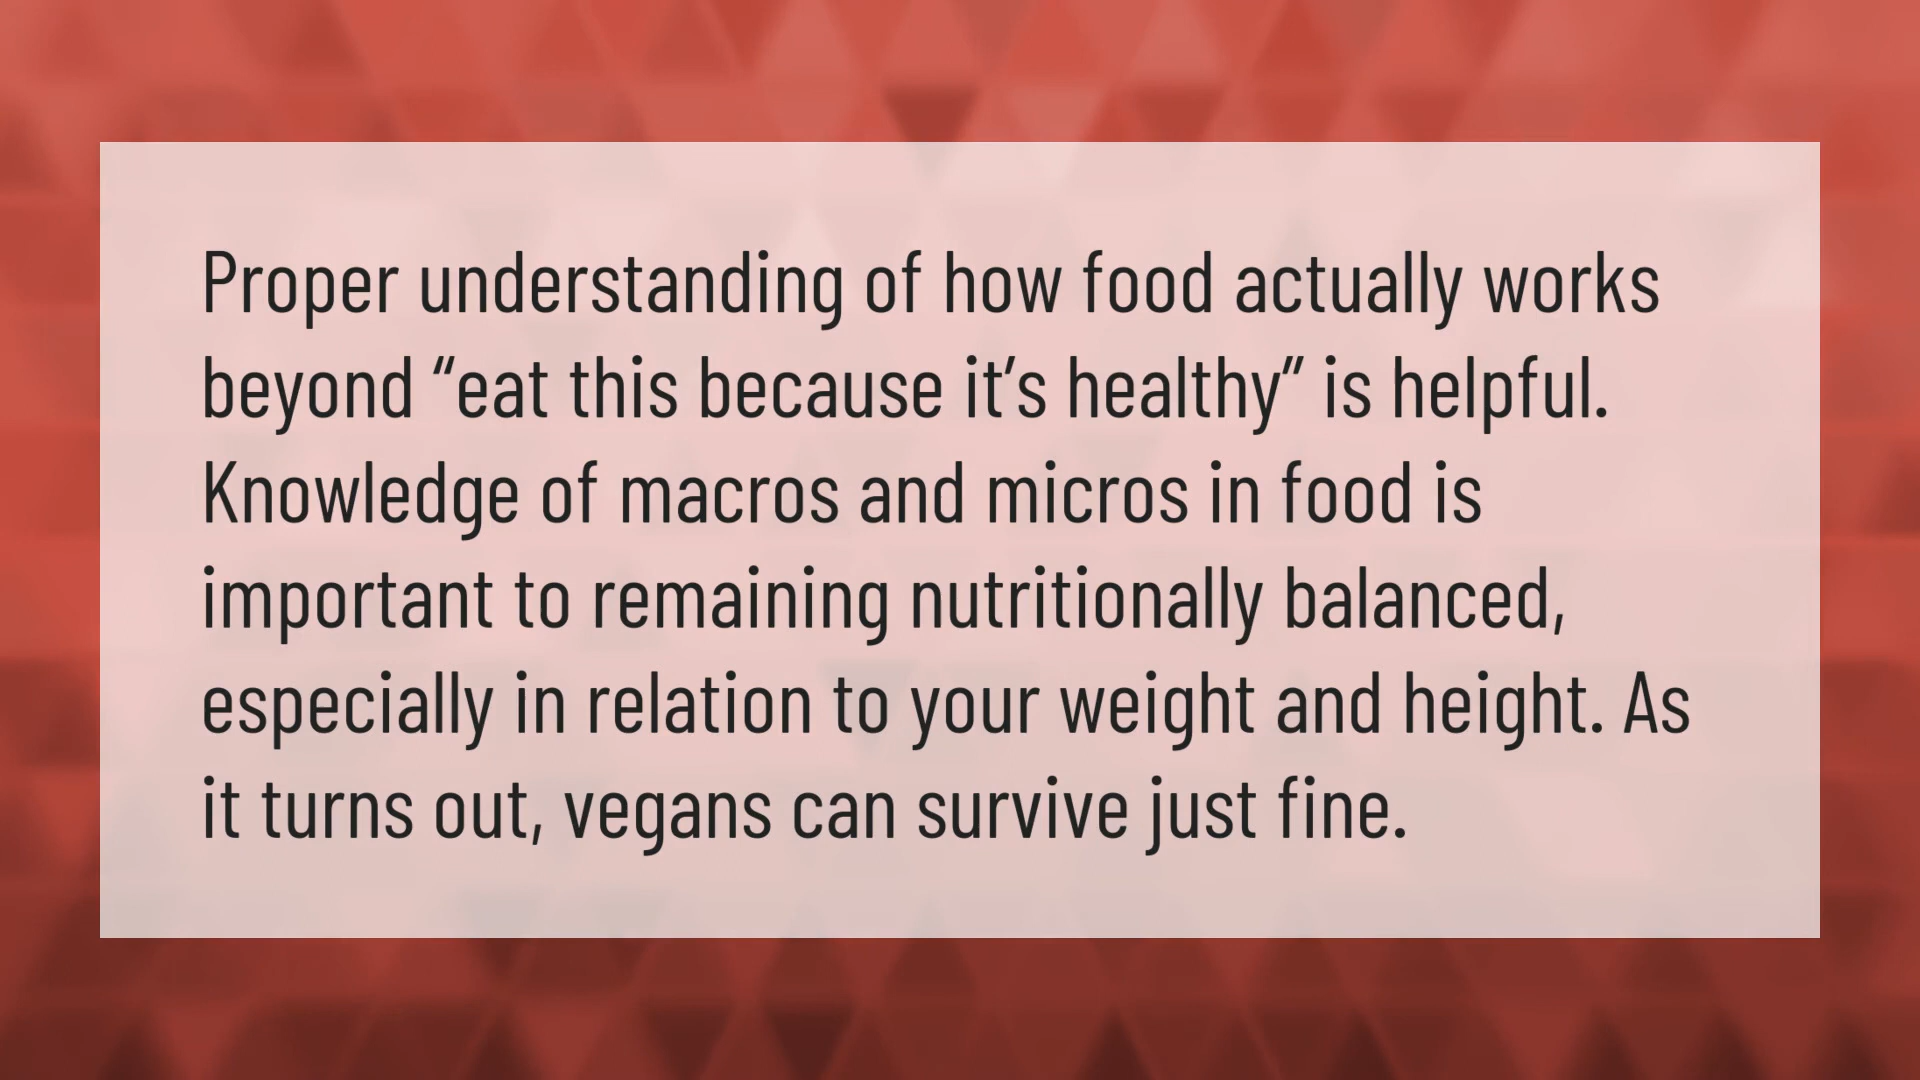 Proper understanding of how food actually works
beyond “eat this because it’s healthy” is helpful.
Knowledge of macros and micros in food is
important to remaining nutritionally balanced,
especially in relation to your weight and height. As
it turns out, vegans can survive just fine.